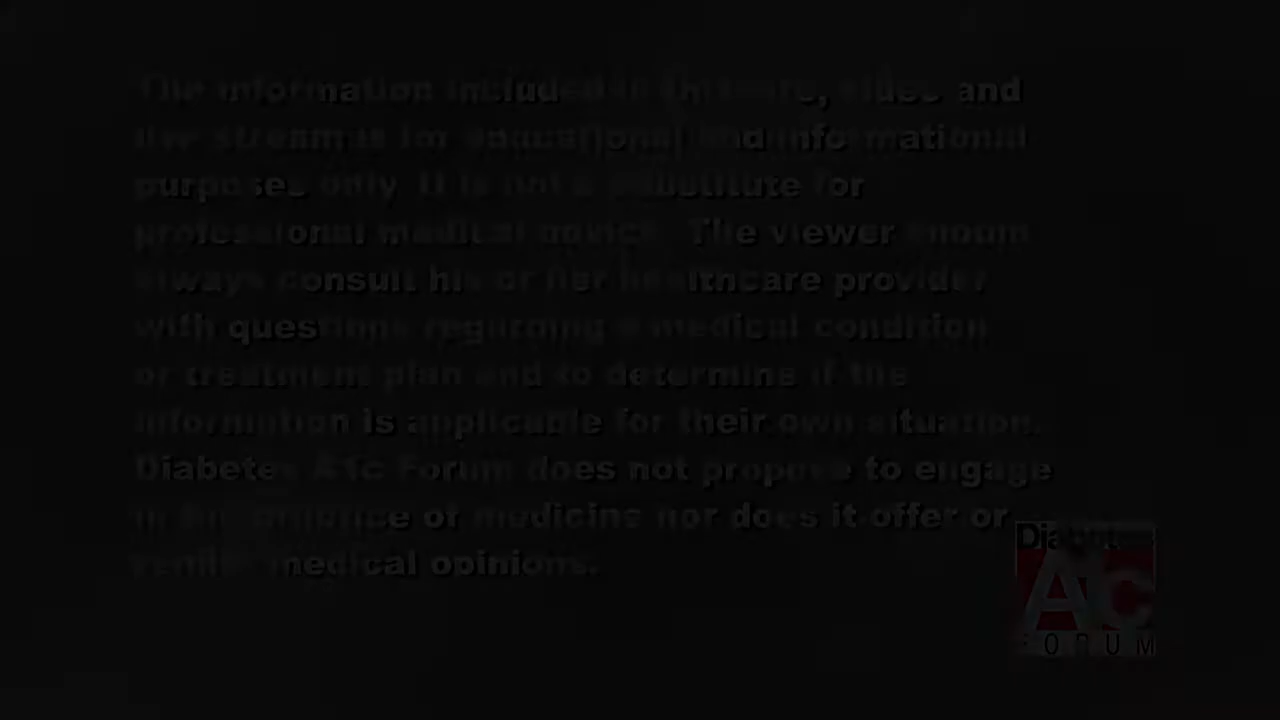 The information included in
and
live stream is for educational and informational
purposes only. It is not a substitute for
professional medical advice. The viewer should
always consult his or her healthcare provider
with questions regarding a medical condition
or treatment plan and to determine if the
information is applicable for their own situation.
Diabetes A1c Forum does not propose to engage
in the practice of medicine nor does it offer or
render medical opinions.
Diabetes
A1c
FORUM